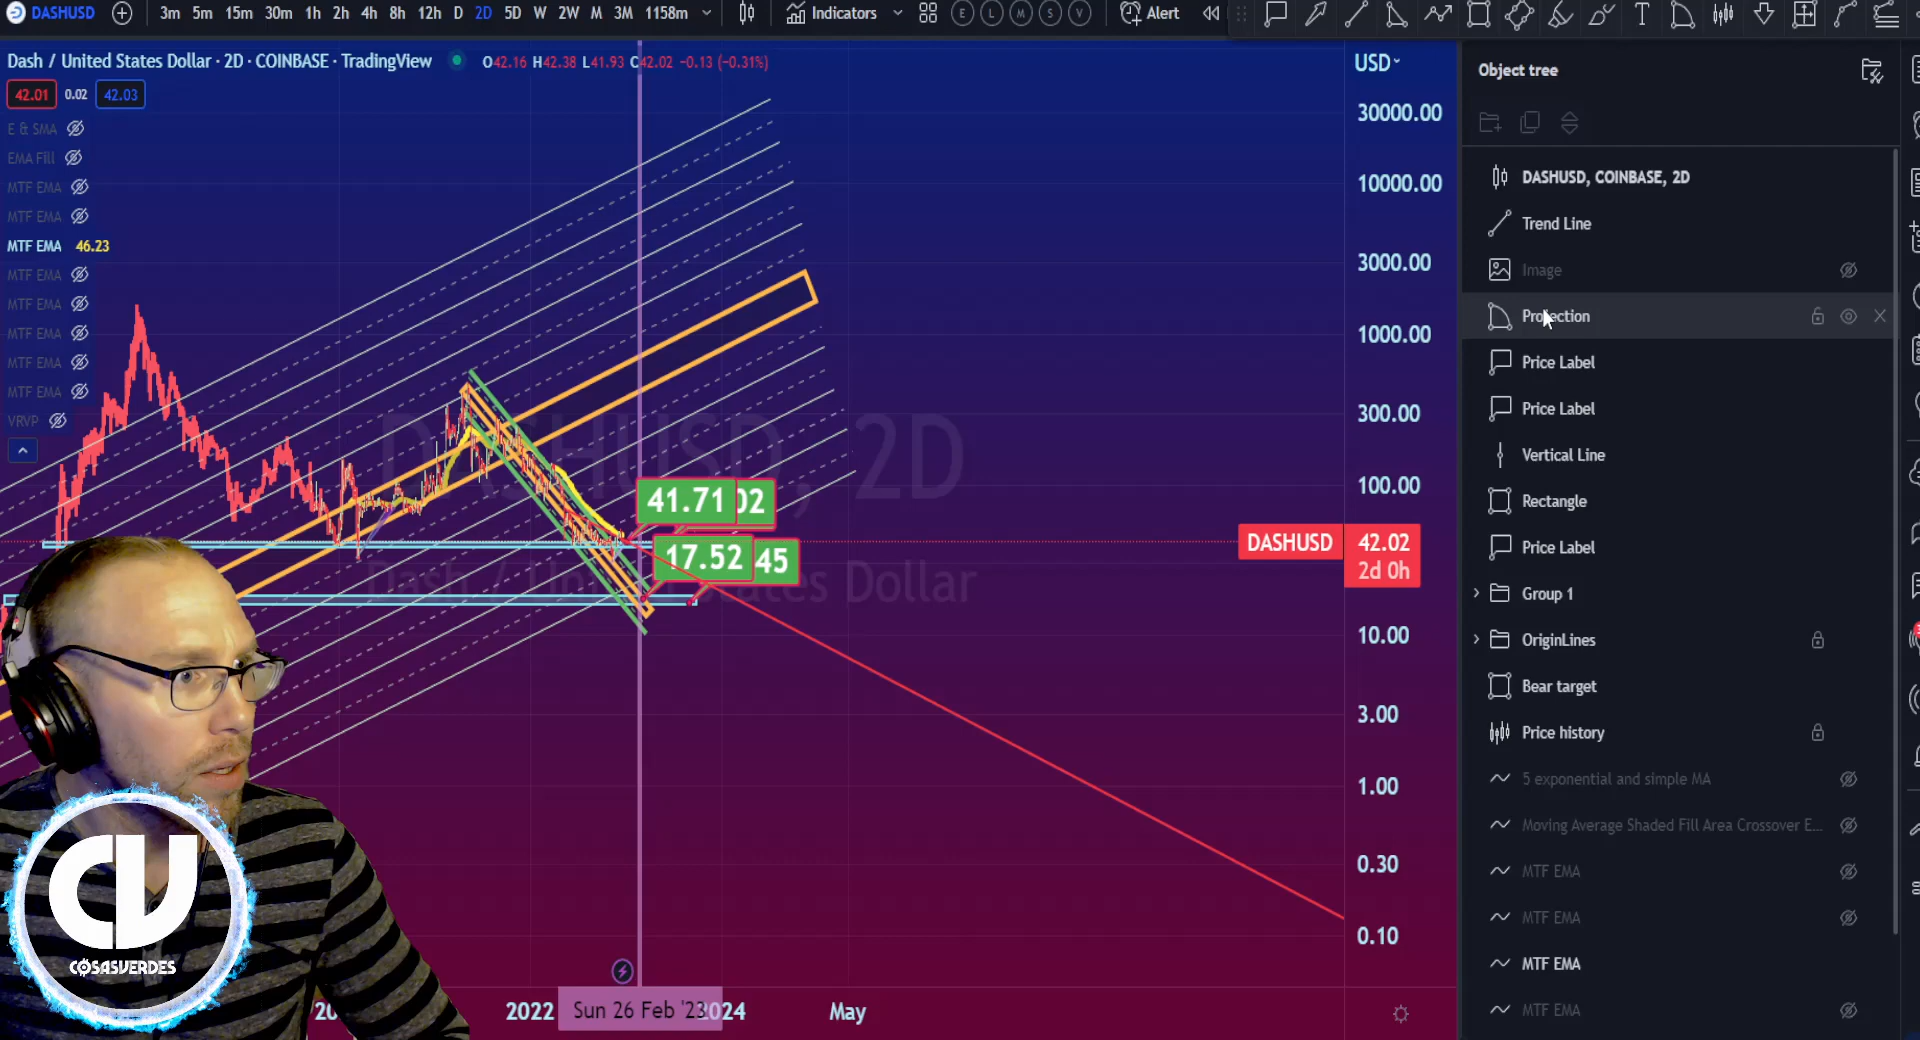 DASHUSD 3m 5m 15m 30m 1h 2h 4h 8h 12h D 2D 5D W 2W M 3M 1158m Indicators E L M S V Alert
Dash / United States Dollar · 2D · COINBASE · TradingView O42.16 H42.38 L41.93 C42.02 −0.13 (−0.31%)
42.01 0.02 42.03
E & SMA
EMA Fill
MTF EMA
MTF EMA
MTF EMA 46.23
MTF EMA
MTF EMA
MTF EMA
MTF EMA
MTF EMA
VRVP
DASHUSD, 2D
41.71
02
17.52
45
USD
30000.00
10000.00
3000.00
1000.00
300.00
100.00
DASHUSD 42.02
2d 0h
10.00
3.00
1.00
0.30
0.10
2022 Sun 26 Feb '23 2024 May
CV
COSASVERDES
Object tree
DASHUSD, COINBASE, 2D
Trend Line
Image
Projection
Price Label
Price Label
Vertical Line
Rectangle
Price Label
Group 1
OriginLines
Bear target
Price history
5 exponential and simple MA
Moving Average Shaded Fill Area Crossover E...
MTF EMA
MTF EMA
MTF EMA
MTF EMA